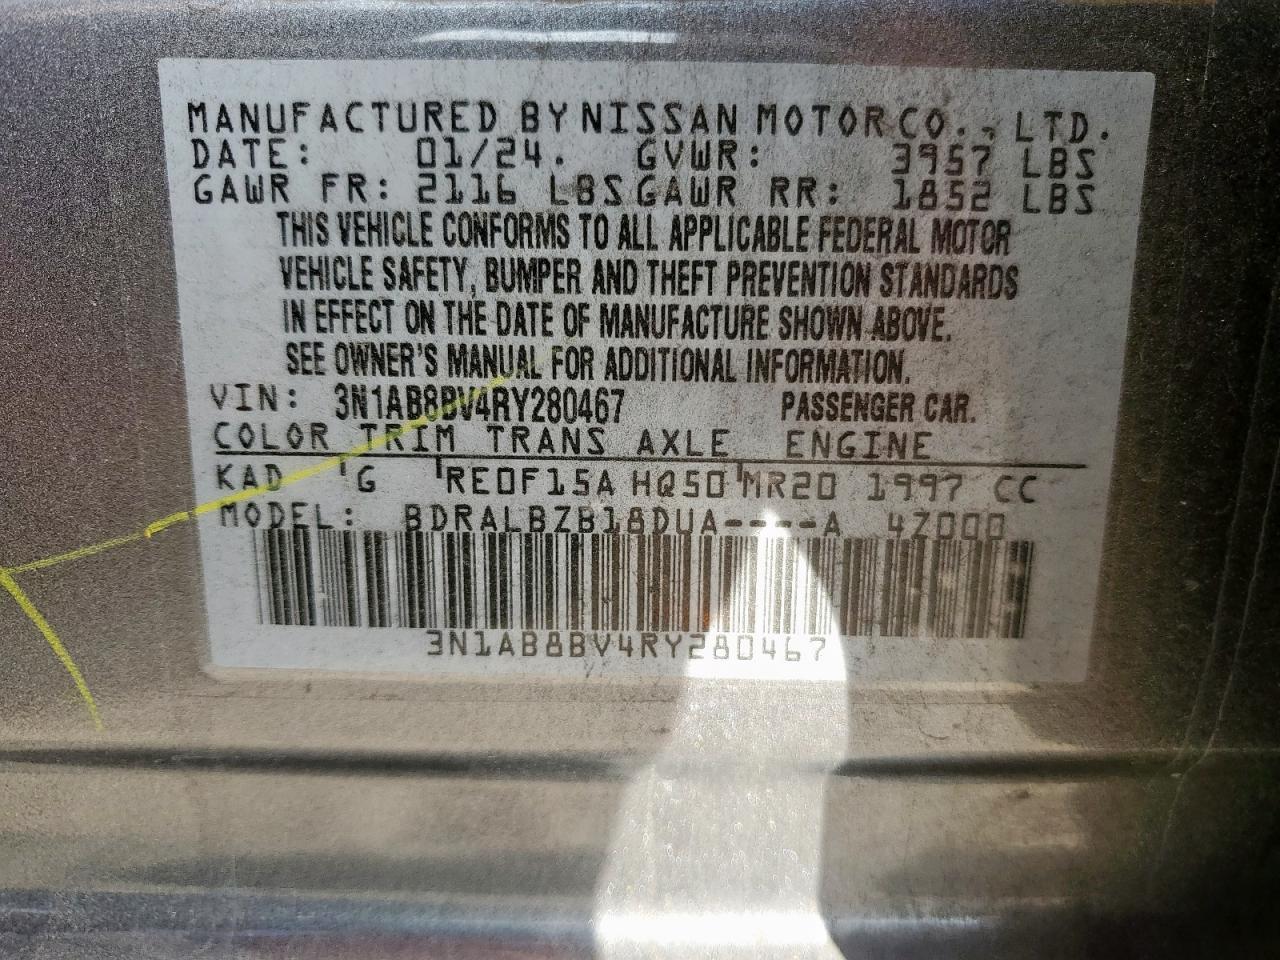 MANUFACTURED BY NISSAN MOTOR CO., LTD.
DATE: 01/24. GVWR: 3957 LBS
GAWR FR: 2116 LBS GAWR RR: 1852 LBS
THIS VEHICLE CONFORMS TO ALL APPLICABLE FEDERAL MOTOR
VEHICLE SAFETY, BUMPER AND THEFT PREVENTION STANDARDS
IN EFFECT ON THE DATE OF MANUFACTURE SHOWN ABOVE.
SEE OWNER'S MANUAL FOR ADDITIONAL INFORMATION.
VIN: 3N1AB8BV4RY280467 PASSENGER CAR.
COLOR TRIM TRANS AXLE ENGINE
KAD G RE0F15A HQ50 MR20 1997 CC
MODEL: BDRALBZB18DUA----A 4Z000
3N1AB8BV4RY280467